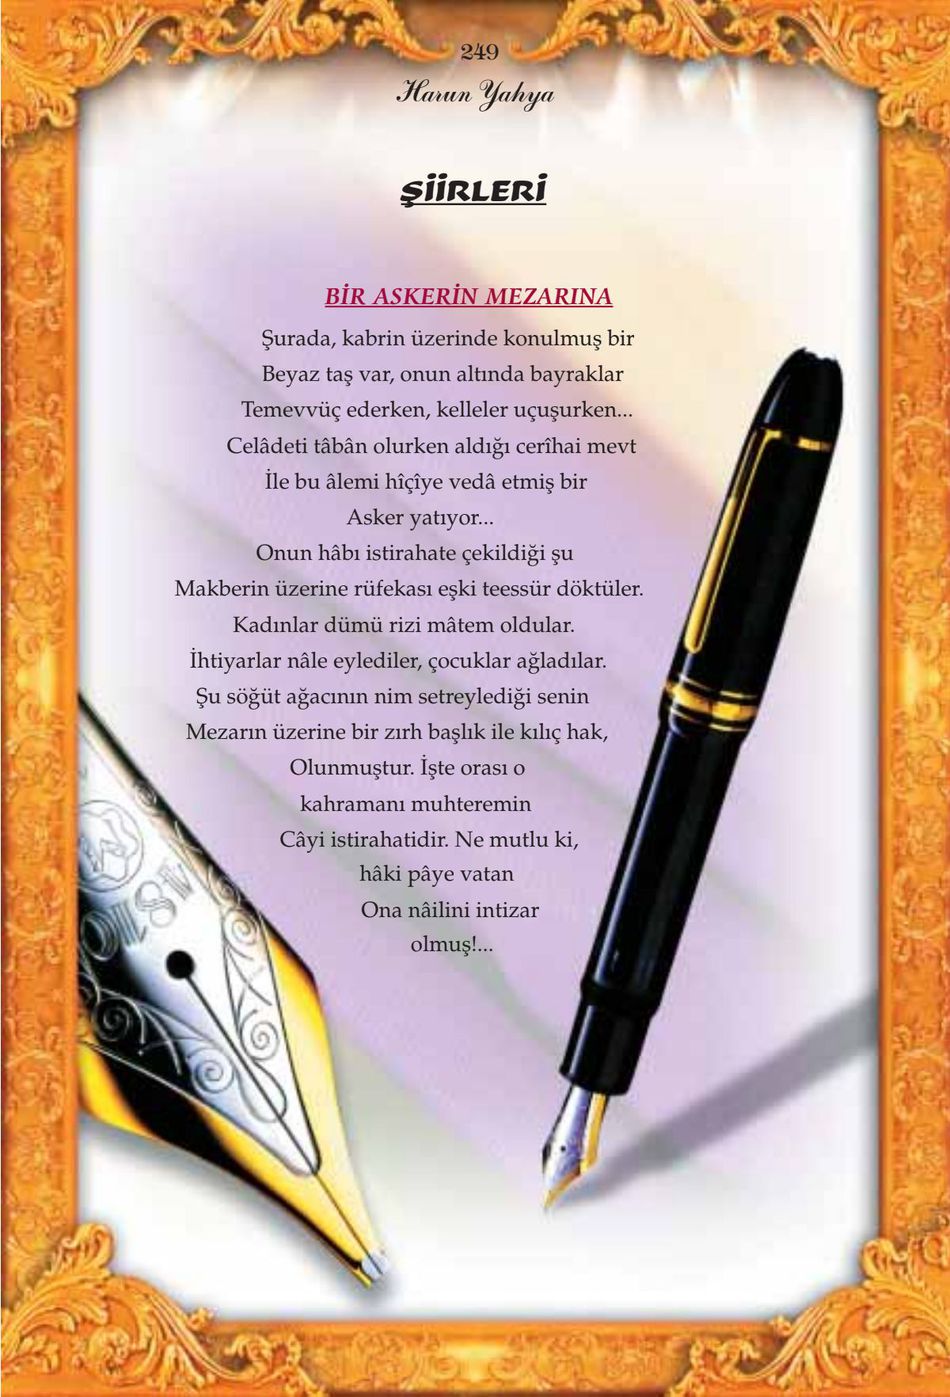 249
Harun Yahya
ŞİİRLERİ
BİR ASKERİN MEZARINA
Şurada, kabrin üzerinde konulmuş bir
Beyaz taş var, onun altında bayraklar
Temevvüç ederken, kelleler uçuşurken...
Celâdeti tâbân olurken aldığı cerîhai mevt
İle bu âlemi hîçîye vedâ etmiş bir
Asker yatıyor...
Onun hâbı istirahate çekildiği şu
Makberin üzerine rüfekası eşki teessür döktüler.
Kadınlar dümü rizi mâtem oldular.
İhtiyarlar nâle eylediler, çocuklar ağladılar.
Şu söğüt ağacının nim setreylediği senin
Mezarın üzerine bir zırh başlık ile kılıç hak,
Olunmuştur. İşte orası o
kahramanı muhteremin
Câyi istirahatidir. Ne mutlu ki,
hâki pâye vatan
Ona nâilini intizar
olmuş!...